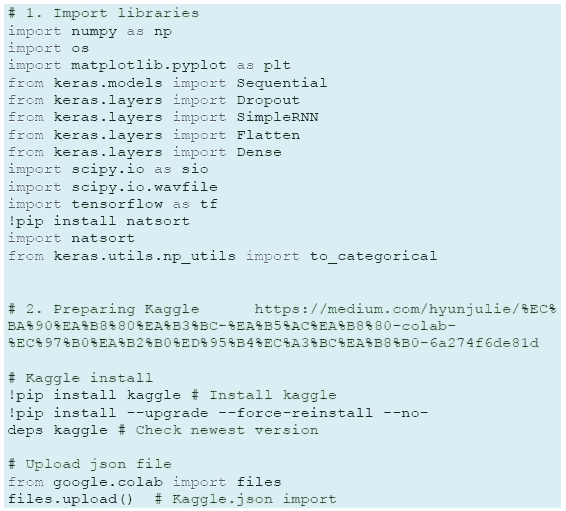 # 1. Import libraries
import numpy as np
import os
import matplotlib.pyplot as plt
from keras.models import Sequential
from keras.layers import Dropout
from keras.layers import SimpleRNN
from keras.layers import Flatten
from keras.layers import Dense
import scipy.io as sio
import scipy.io.wavfile
import tensorflow as tf
!pip install natsort
import natsort
from keras.utils.np_utils import to_categorical
# 2. Preparing Kaggle https://medium.com/hyunjulie/%EC%
BA%90%EA%B8%80%EA%B3%BC-%EA%B5%AC%EA%B8%80-colab-
%EC%97%B0%EA%B2%B0%ED%95%B4%EC%A3%BC%EA%B8%B0-6a274f6de81d
# Kaggle install
!pip install kaggle # Install kaggle
!pip install --upgrade --force-reinstall --no-
deps kaggle # Check newest version
# Upload json file
from google.colab import files
files.upload() # Kaggle.json import